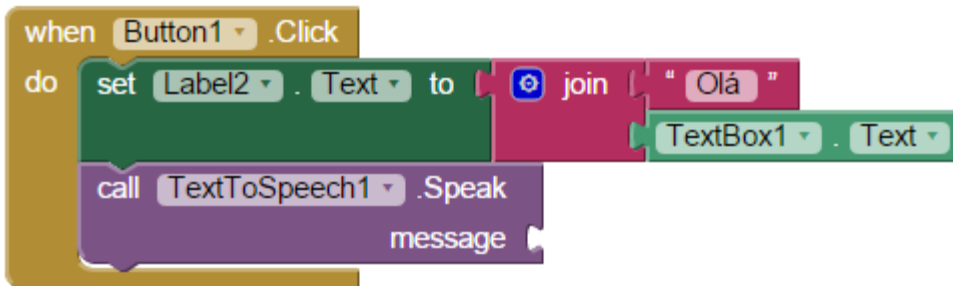 when Button1 .Click
do set Label2 . Text to join “ Olá ”
TextBox1 . Text
call TextToSpeech1 .Speak
message